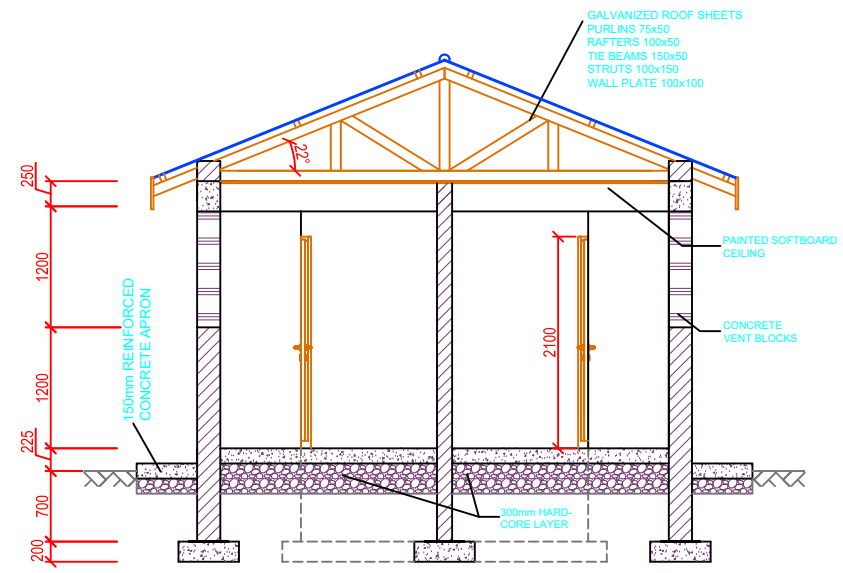 GALVANIZED ROOF SHEETS
PURLINS 75x50
RAFTERS 100x50
TIE BEAMS 150x50
STRUTS 100x150
WALL PLATE 100x100
22°
250
1200
1200
225
700
200
150mm REINFORCED
CONCRETE APRON
2100
PAINTED SOFTBOARD
CEILING
CONCRETE
VENT BLOCKS
300mm HARD-
CORE LAYER